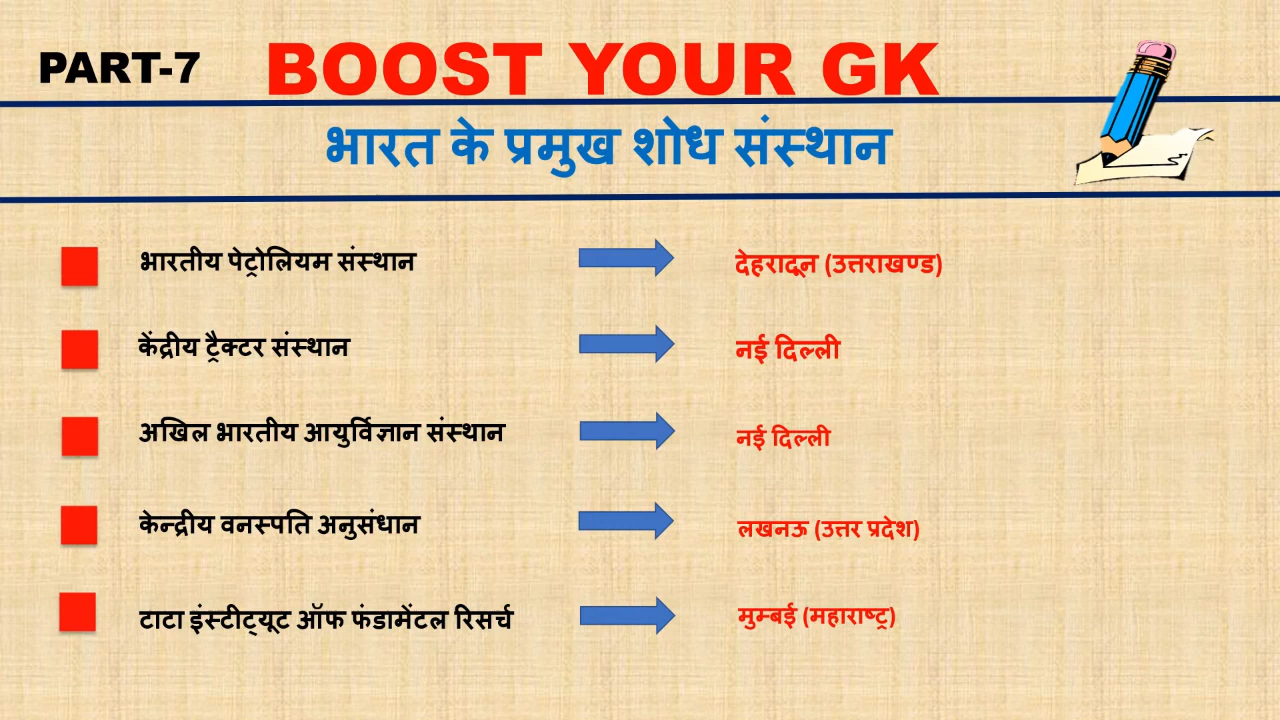 PART-7 BOOST YOUR GK
भारत के प्रमुख शोध संस्थान
भारतीय पेट्रोलियम संस्थान देहरादून (उत्तराखण्ड)
केंद्रीय ट्रैक्टर संस्थान नई दिल्ली
अखिल भारतीय आयुर्विज्ञान संस्थान नई दिल्ली
केन्द्रीय वनस्पति अनुसंधान लखनऊ (उत्तर प्रदेश)
टाटा इंस्टीट्यूट ऑफ फंडामेंटल रिसर्च मुम्बई (महाराष्ट्र)